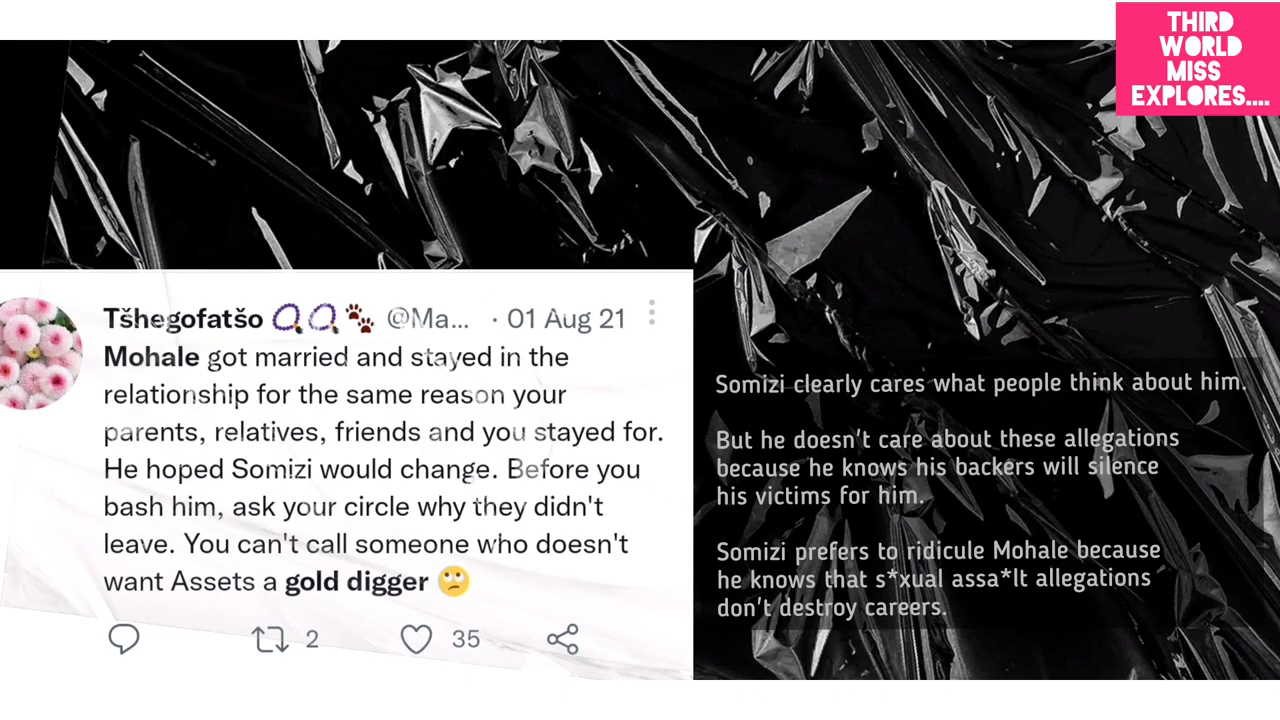 THIRD
WORLD
MISS
EXPLORES....
Tšhegofatšo @Ma... · 01 Aug 21
Mohale got married and stayed in the
relationship for the same reason your
parents, relatives, friends and you stayed for.
He hoped Somizi would change. Before you
bash him, ask your circle why they didn't
leave. You can't call someone who doesn't
want Assets a gold digger 🙄
2
35
Somizi clearly cares what people think about him.
But he doesn't care about these allegations
because he knows his backers will silence
his victims for him.
Somizi prefers to ridicule Mohale because
he knows that s*xual assa*lt allegations
don't destroy careers.